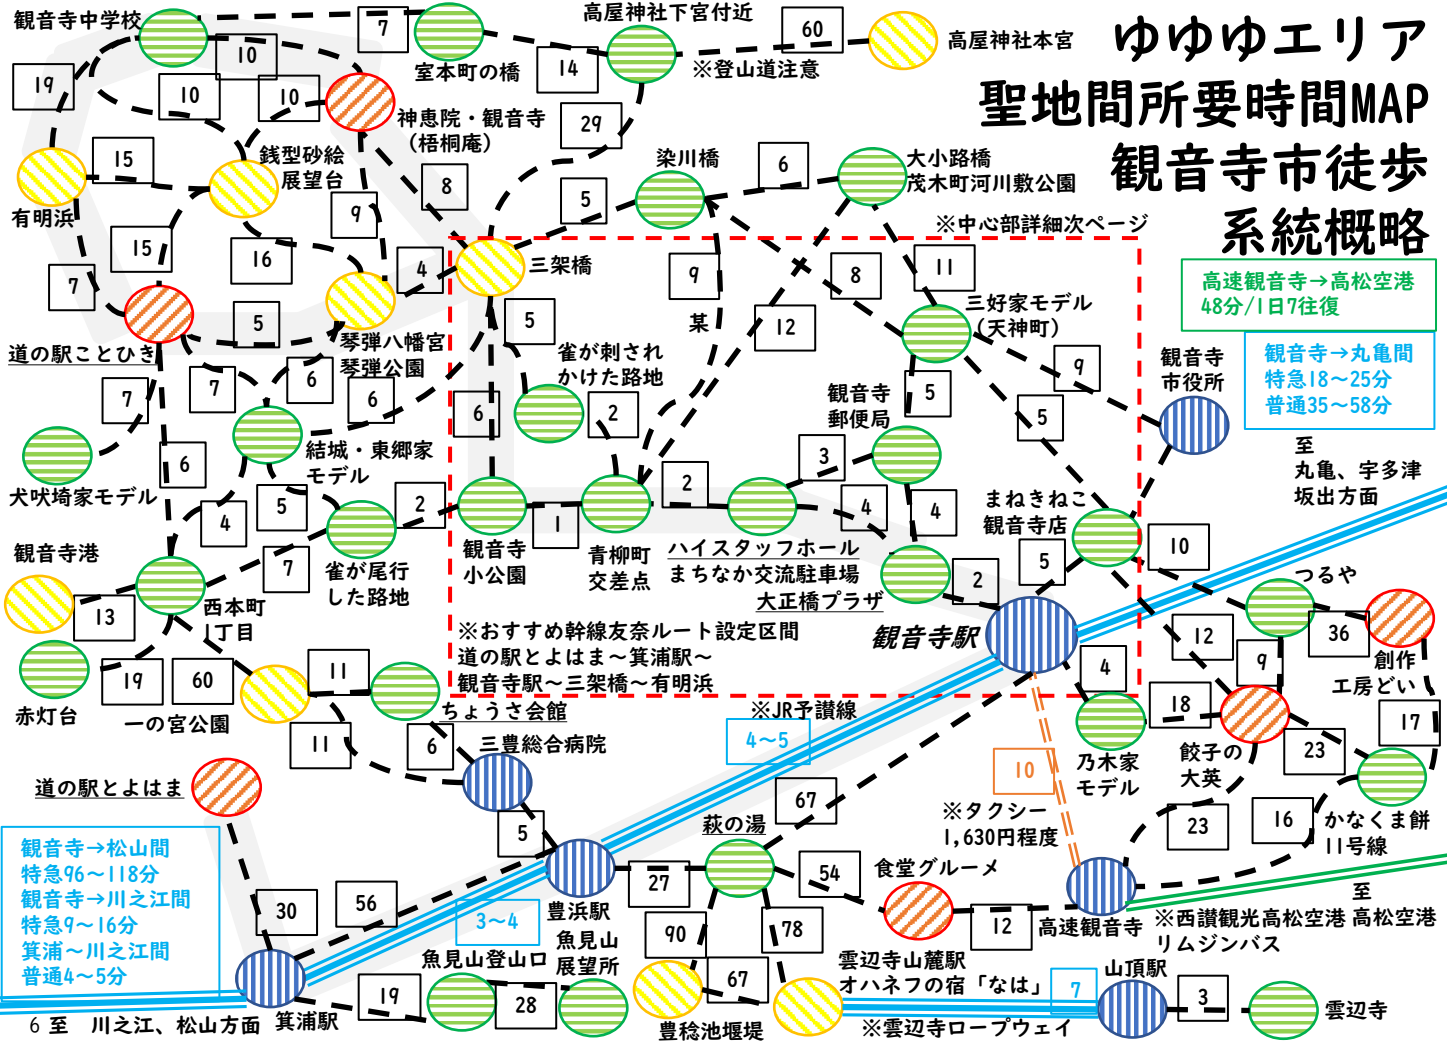 ゆゆゆエリア
聖地間所要時間MAP
観音寺市徒歩
系統概略
観音寺中学校
高屋神社下宮付近
高屋神社本宮
室本町の橋
※登山道注意
7
60
14
10
19
10
10
29
神恵院・観音寺
（梧桐庵）
銭型砂絵
展望台
染川橋
6
大小路橋
茂木町河川敷公園
15
8
5
有明浜
9
※中心部詳細次ページ
15
16
4
三架橋
9
8
11
7
高速観音寺→高松空港
48分/1日7往復
5
5
某
12
三好家モデル
（天神町）
道の駅ことひき
琴弾八幡宮
琴弾公園
雀が刺され
かけた路地
観音寺
市役所
観音寺→丸亀間
特急18～25分
普通35～58分
7
7
6
6
6
2
観音寺
郵便局
5
9
5
至
丸亀、宇多津
坂出方面
犬吠埼家モデル
6
結城・東郷家
モデル
3
2
まねきねこ
観音寺店
4
5
2
1
4
4
観音寺港
7
雀が尾行
した路地
観音寺
小公園
青柳町
交差点
ハイスタッフホール
まちなか交流駐車場
大正橋プラザ
2
5
10
つるや
13
西本町
1丁目
※おすすめ幹線友奈ルート設定区間
道の駅とよはま～箕浦駅～
観音寺駅～三架橋～有明浜
観音寺駅
12
36
9
創作
工房どい
赤灯台
19
60
11
一の宮公園
ちょうさ会館
4
18
17
11
6
三豊総合病院
※JR予讃線
4～5
23
餃子の
大英
乃木家
モデル
10
道の駅とよはま
67
※タクシー
1,630円程度
23
16
かなくま餅
11号線
5
萩の湯
観音寺→松山間
特急96～118分
観音寺→川之江間
特急9～16分
箕浦～川之江間
普通4～5分
30
56
27
54
食堂グルーメ
豊浜駅
3～4
12
高速観音寺
至
高松空港
※西讃観光高松空港
リムジンバス
90
78
魚見山登山口
魚見山
展望所
雲辺寺山麓駅
オハネフの宿「なは」
山頂駅
19
28
67
7
3
雲辺寺
6 至　川之江、松山方面
箕浦駅
豊稔池堰堤
※雲辺寺ロープウェイ